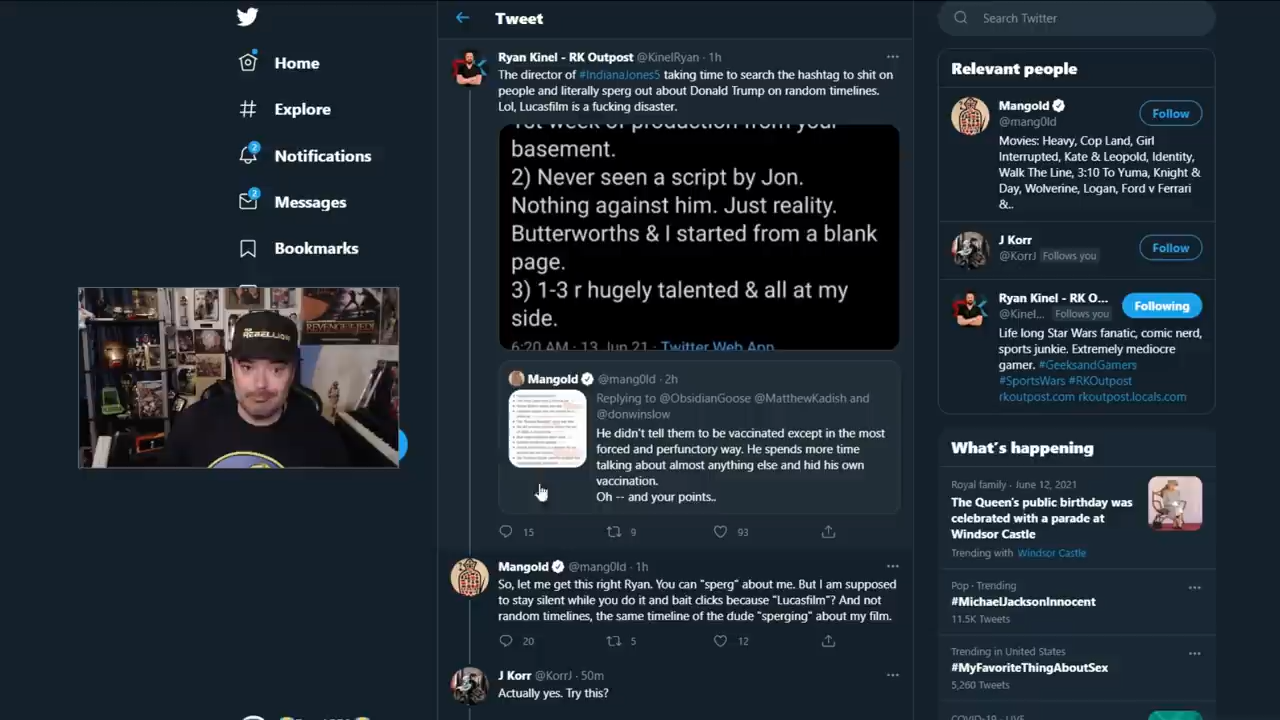 Home
Explore
2
Notifications
2
Messages
Bookmarks
REVENGE OF THE JEDI
REBELLION
Tweet
Ryan Kinel - RK Outpost @KinelRyan · 1h
The director of #IndianaJones5 taking time to search the hashtag to shit on
people and literally sperg out about Donald Trump on random timelines.
Lol, Lucasfilm is a fucking disaster.
1st week of production from your
basement.
2) Never seen a script by Jon.
Nothing against him. Just reality.
Butterworths & I started from a blank
page.
3) 1-3 r hugely talented & all at my
side.
6:20 AM · 13 Jun 21 · Twitter Web App
Mangold @mang0ld · 2h
Replying to @ObsidianGoose @MatthewKadish and
@donwinslow
He didn't tell them to be vaccinated except in the most
forced and perfunctory way. He spends more time
talking about almost anything else and hid his own
vaccination.
Oh -- and your points..
15 9 93
Mangold @mang0ld · 1h
So, let me get this right Ryan. You can "sperg" about me. But I am supposed
to stay silent while you do it and bait clicks because "Lucasfilm"? And not
random timelines, the same timeline of the dude "sperging" about my film.
20 5 12
J Korr @KorrJ · 50m
Actually yes. Try this?
Search Twitter
Relevant people
Mangold
@mang0ld
Follow
Movies: Heavy, Cop Land, Girl
Interrupted, Kate & Leopold, Identity,
Walk The Line, 3:10 To Yuma, Knight &
Day, Wolverine, Logan, Ford v Ferrari
&..
J Korr
@KorrJ Follows you
Follow
Ryan Kinel - RK O...
@Kinel... Follows you
Following
Life long Star Wars fanatic, comic nerd,
sports junkie. Extremely mediocre
gamer. #GeeksandGamers
#SportsWars #RKOutpost
rkoutpost.com rkoutpost.locals.com
What's happening
Royal family · June 12, 2021
The Queen's public birthday was
celebrated with a parade at
Windsor Castle
Trending with Windsor Castle
Pop · Trending
#MichaelJacksonInnocent
11.5K Tweets
Trending in United States
#MyFavoriteThingAboutSex
5,260 Tweets
COVID-19 · LIVE